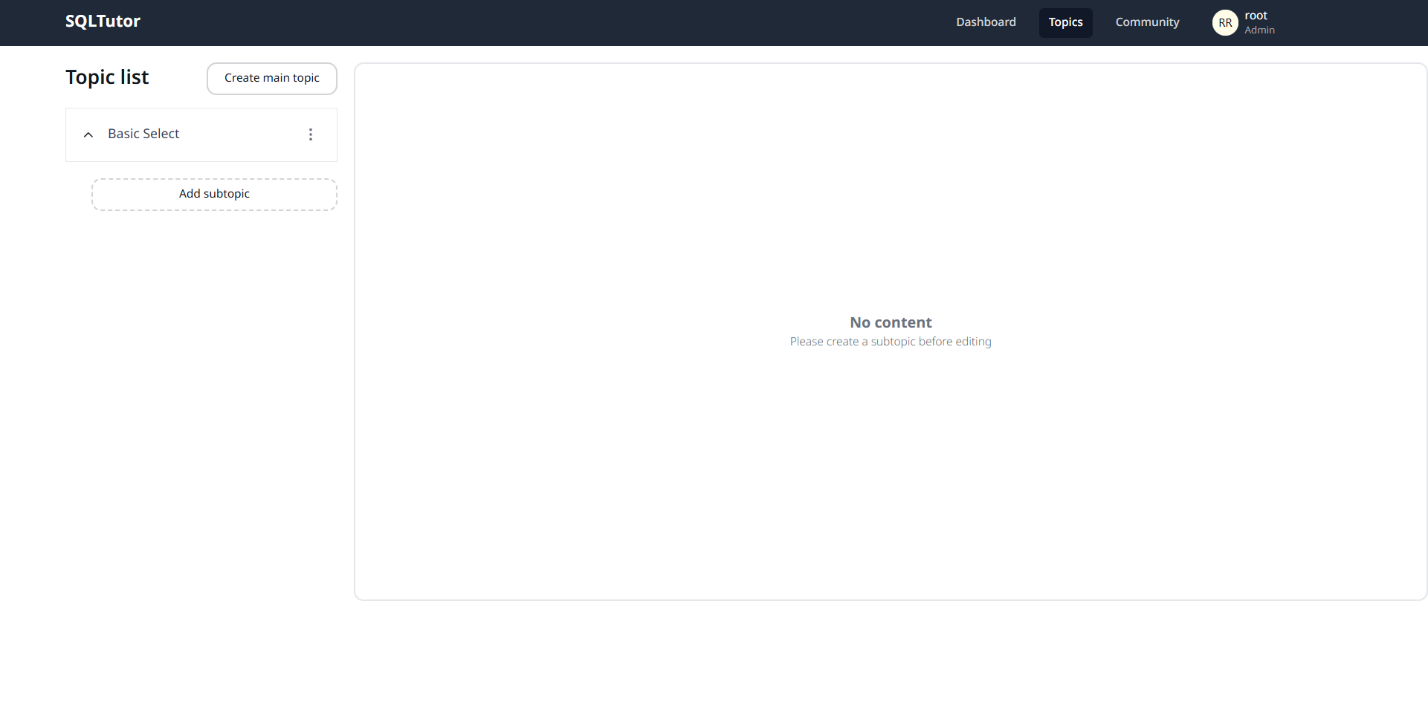 SQLTutor
Dashboard
Topics
Community
RR
root
Admin
Topic list
Create main topic
Basic Select
Add subtopic
No content
Please create a subtopic before editing